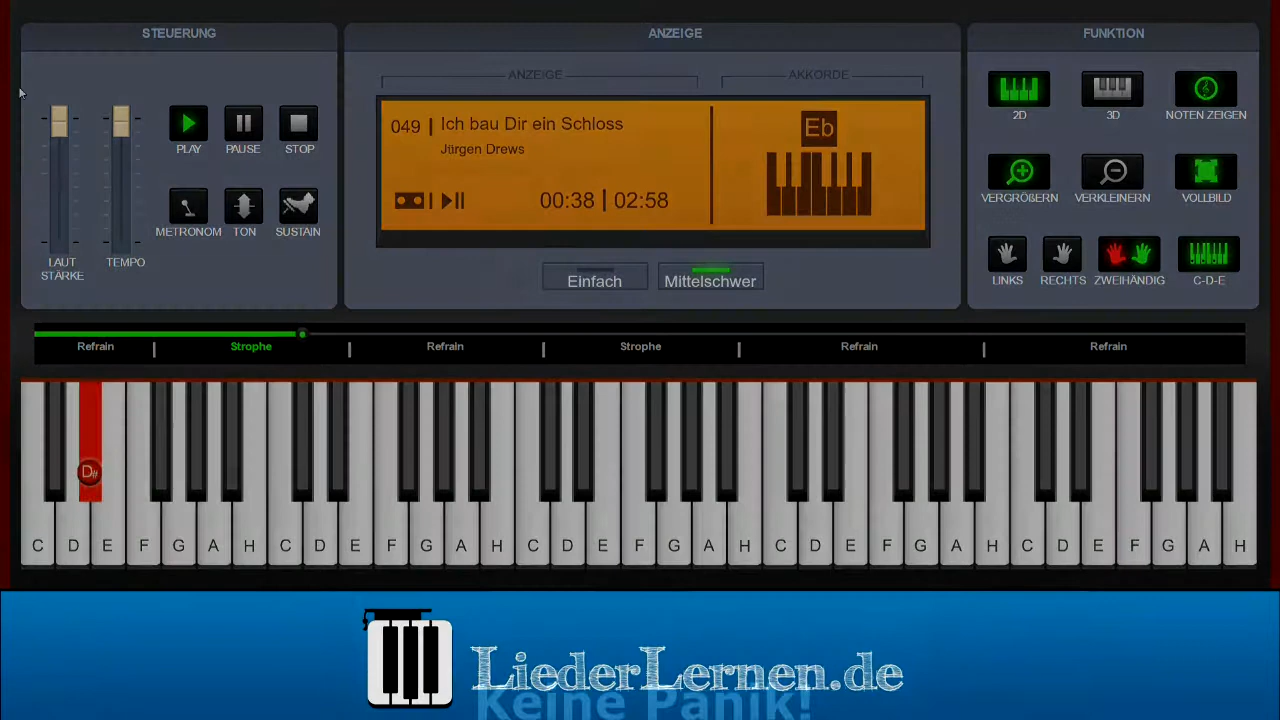 STEUERUNG
ANZEIGE
FUNKTION
ANZEIGE
AKKORDE
049 | Ich bau Dir ein Schloss
Jürgen Drews
Eb
00:38 | 02:58
PLAY
PAUSE
STOP
METRONOM
TON
SUSTAIN
LAUT
STÄRKE
TEMPO
Einfach
Mittelschwer
2D
3D
NOTEN ZEIGEN
VERGRÖßERN
VERKLEINERN
VOLLBILD
LINKS
RECHTS
ZWEIHÄNDIG
C-D-E
Refrain
Strophe
Refrain
Strophe
Refrain
Refrain
D#
C D E F G A H C D E F G A H C D E F G A H C D E F G A H C D E F G A H
LiederLernen.de
Keine Panik!